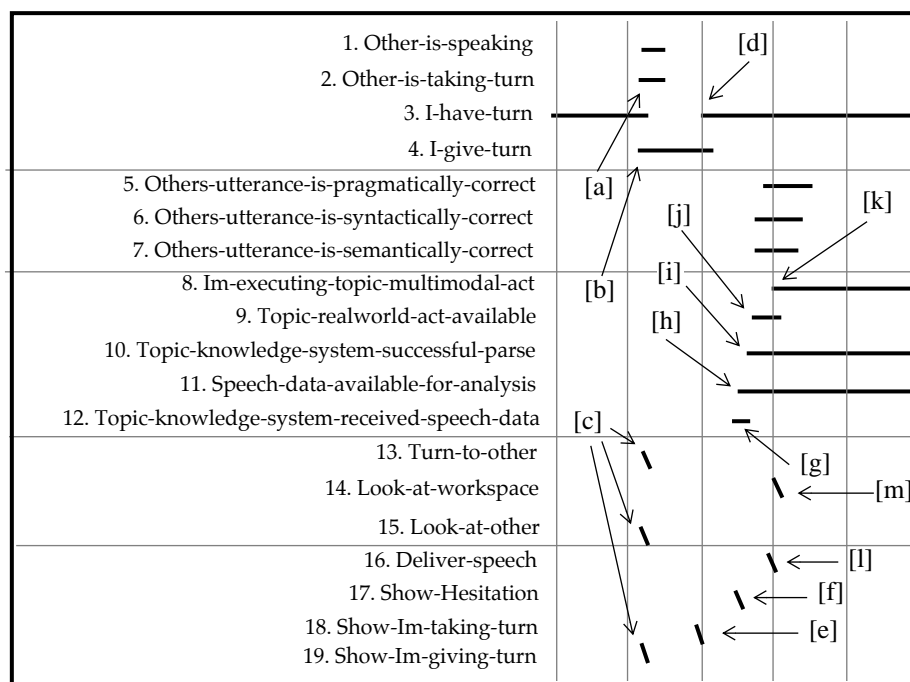 1. Other-is-speaking
[d]
2. Other-is-taking-turn
3. I-have-turn
4. I-give-turn
[a]
5. Others-utterance-is-pragmatically-correct
[k]
6. Others-utterance-is-syntactically-correct
[j]
7. Others-utterance-is-semantically-correct
[i]
8. Im-executing-topic-multimodal-act
[b]
9. Topic-realworld-act-available
[h]
10. Topic-knowledge-system-successful-parse
11. Speech-data-available-for-analysis
12. Topic-knowledge-system-received-speech-data
[c]
13. Turn-to-other
[g]
14. Look-at-workspace
[m]
15. Look-at-other
16. Deliver-speech
[l]
17. Show-Hesitation
[f]
18. Show-Im-taking-turn
[e]
19. Show-Im-giving-turn